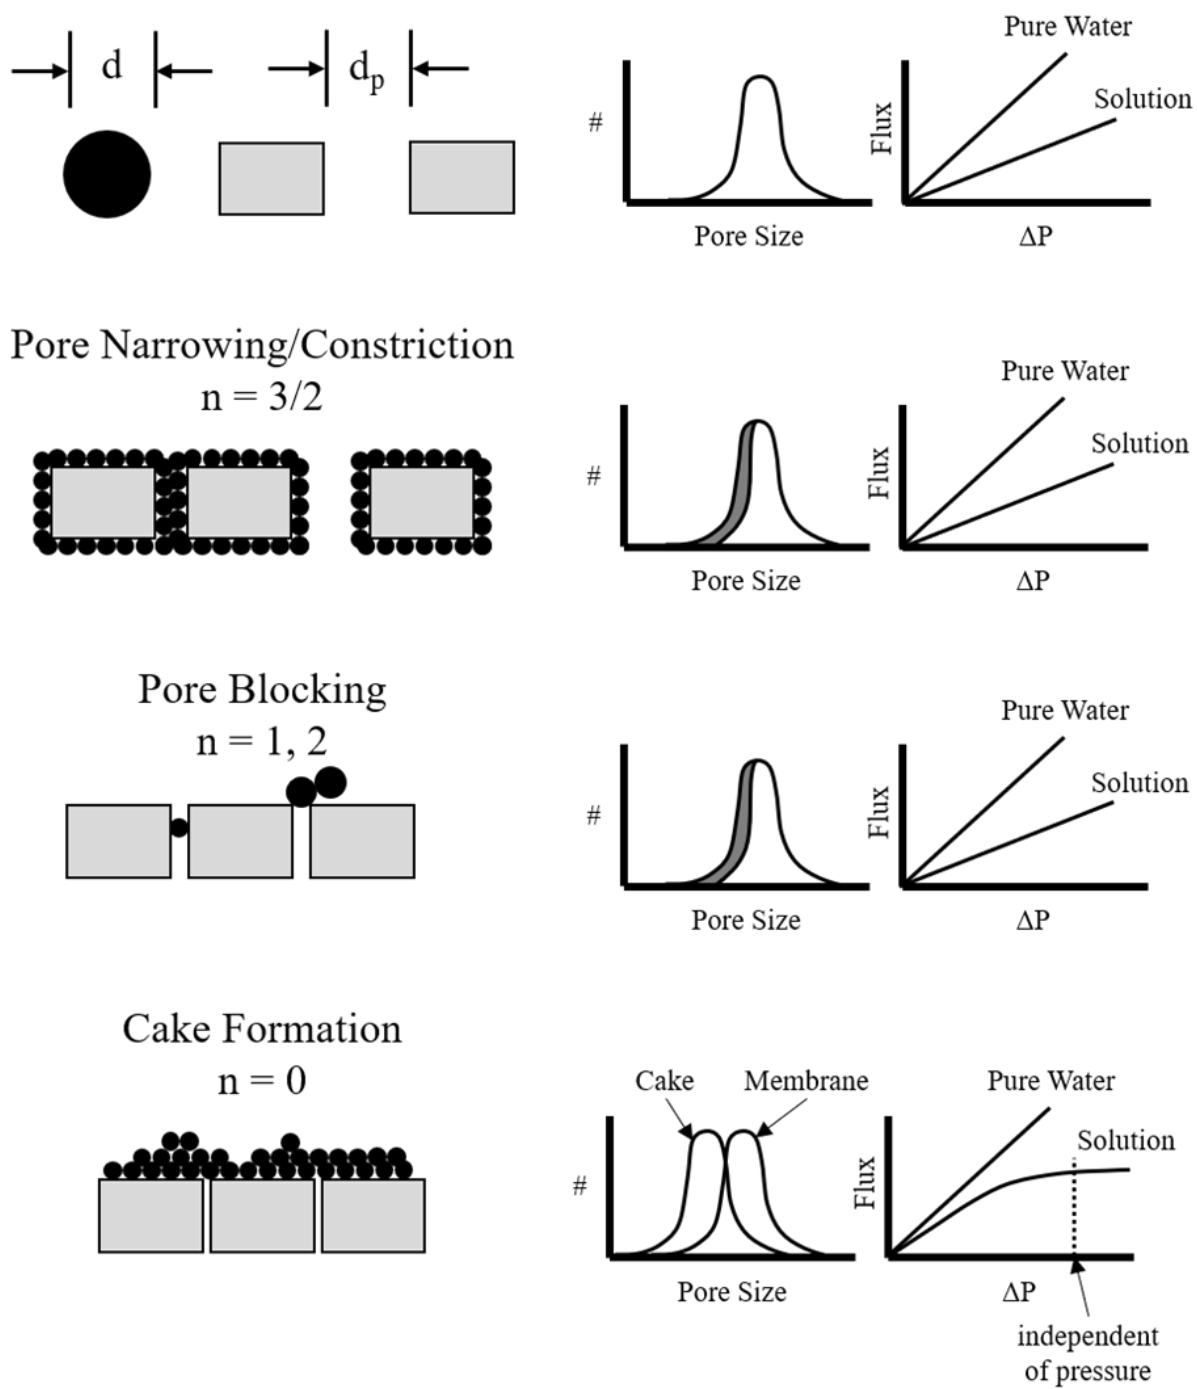 d
dp
#
Pore Size
Pure Water
Solution
Flux
ΔP
Pore Narrowing/Constriction
n = 3/2
#
Pore Size
Pure Water
Solution
Flux
ΔP
Pore Blocking
n = 1, 2
#
Pore Size
Pure Water
Solution
Flux
ΔP
Cake Formation
n = 0
Cake
Membrane
#
Pore Size
Pure Water
Solution
Flux
ΔP
independent
of pressure